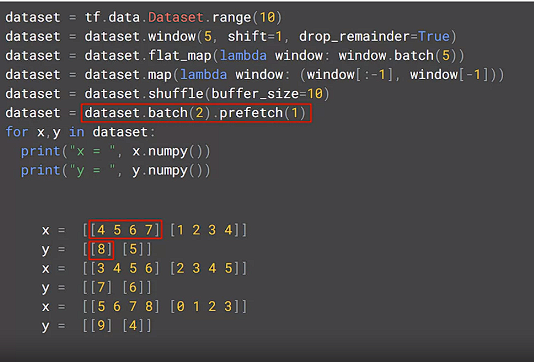 dataset = tf.data.Dataset.range(10)
dataset = dataset.window(5, shift=1, drop_remainder=True)
dataset = dataset.flat_map(lambda window: window.batch(5))
dataset = dataset.map(lambda window: (window[:-1], window[-1]))
dataset = dataset.shuffle(buffer_size=10)
dataset = dataset.batch(2).prefetch(1)
for x,y in dataset:
  print("x = ", x.numpy())
  print("y = ", y.numpy())
x =  [[4 5 6 7] [1 2 3 4]]
y =  [[8] [5]]
x =  [[3 4 5 6] [2 3 4 5]]
y =  [[7] [6]]
x =  [[5 6 7 8] [0 1 2 3]]
y =  [[9] [4]]